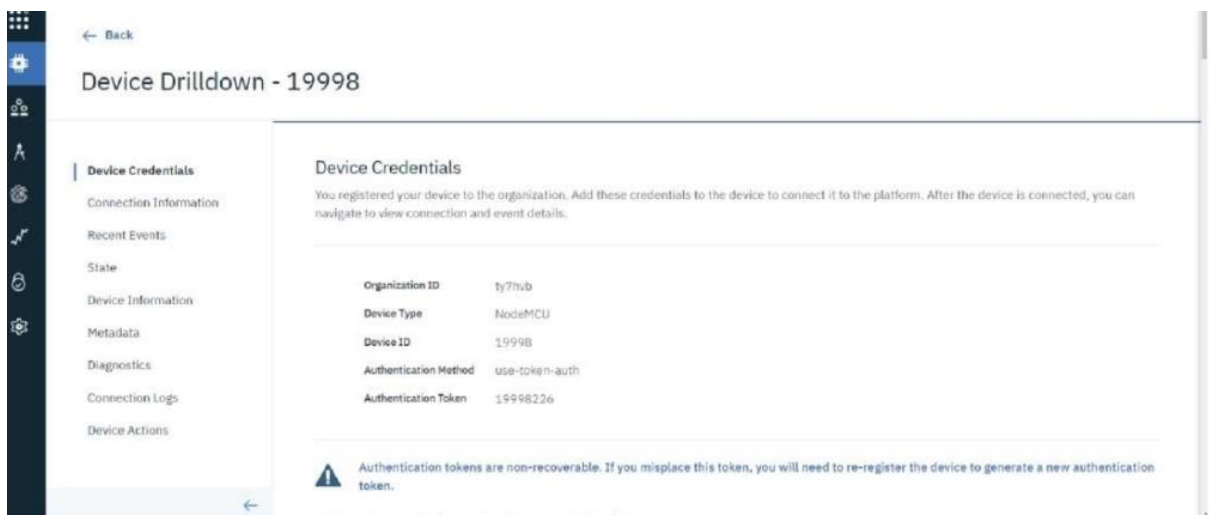 ← Back
Device Drilldown - 19998
Device Credentials
Connection Information
Recent Events
State
Device Information
Metadata
Diagnostics
Connection Logs
Device Actions
←
Device Credentials
You registered your device to the organization. Add these credentials to the device to connect it to the platform. After the device is connected, you can
navigate to view connection and event details.
Organization ID ty7hvb
Device Type NodeMCU
Device ID 19998
Authentication Method use-token-auth
Authentication Token 19998226
Authentication tokens are non-recoverable. If you misplace this token, you will need to re-register the device to generate a new authentication
token.